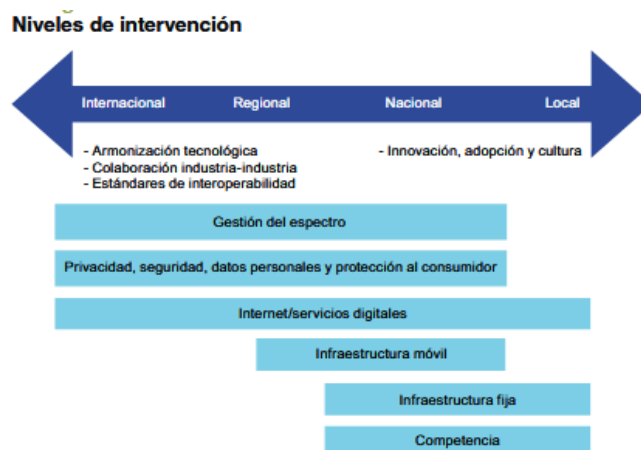 Niveles de intervención
Internacional Regional Nacional Local
- Armonización tecnológica
- Colaboración industria-industria
- Estándares de interoperabilidad
- Innovación, adopción y cultura
Gestión del espectro
Privacidad, seguridad, datos personales y protección al consumidor
Internet/servicios digitales
Infraestructura móvil
Infraestructura fija
Competencia